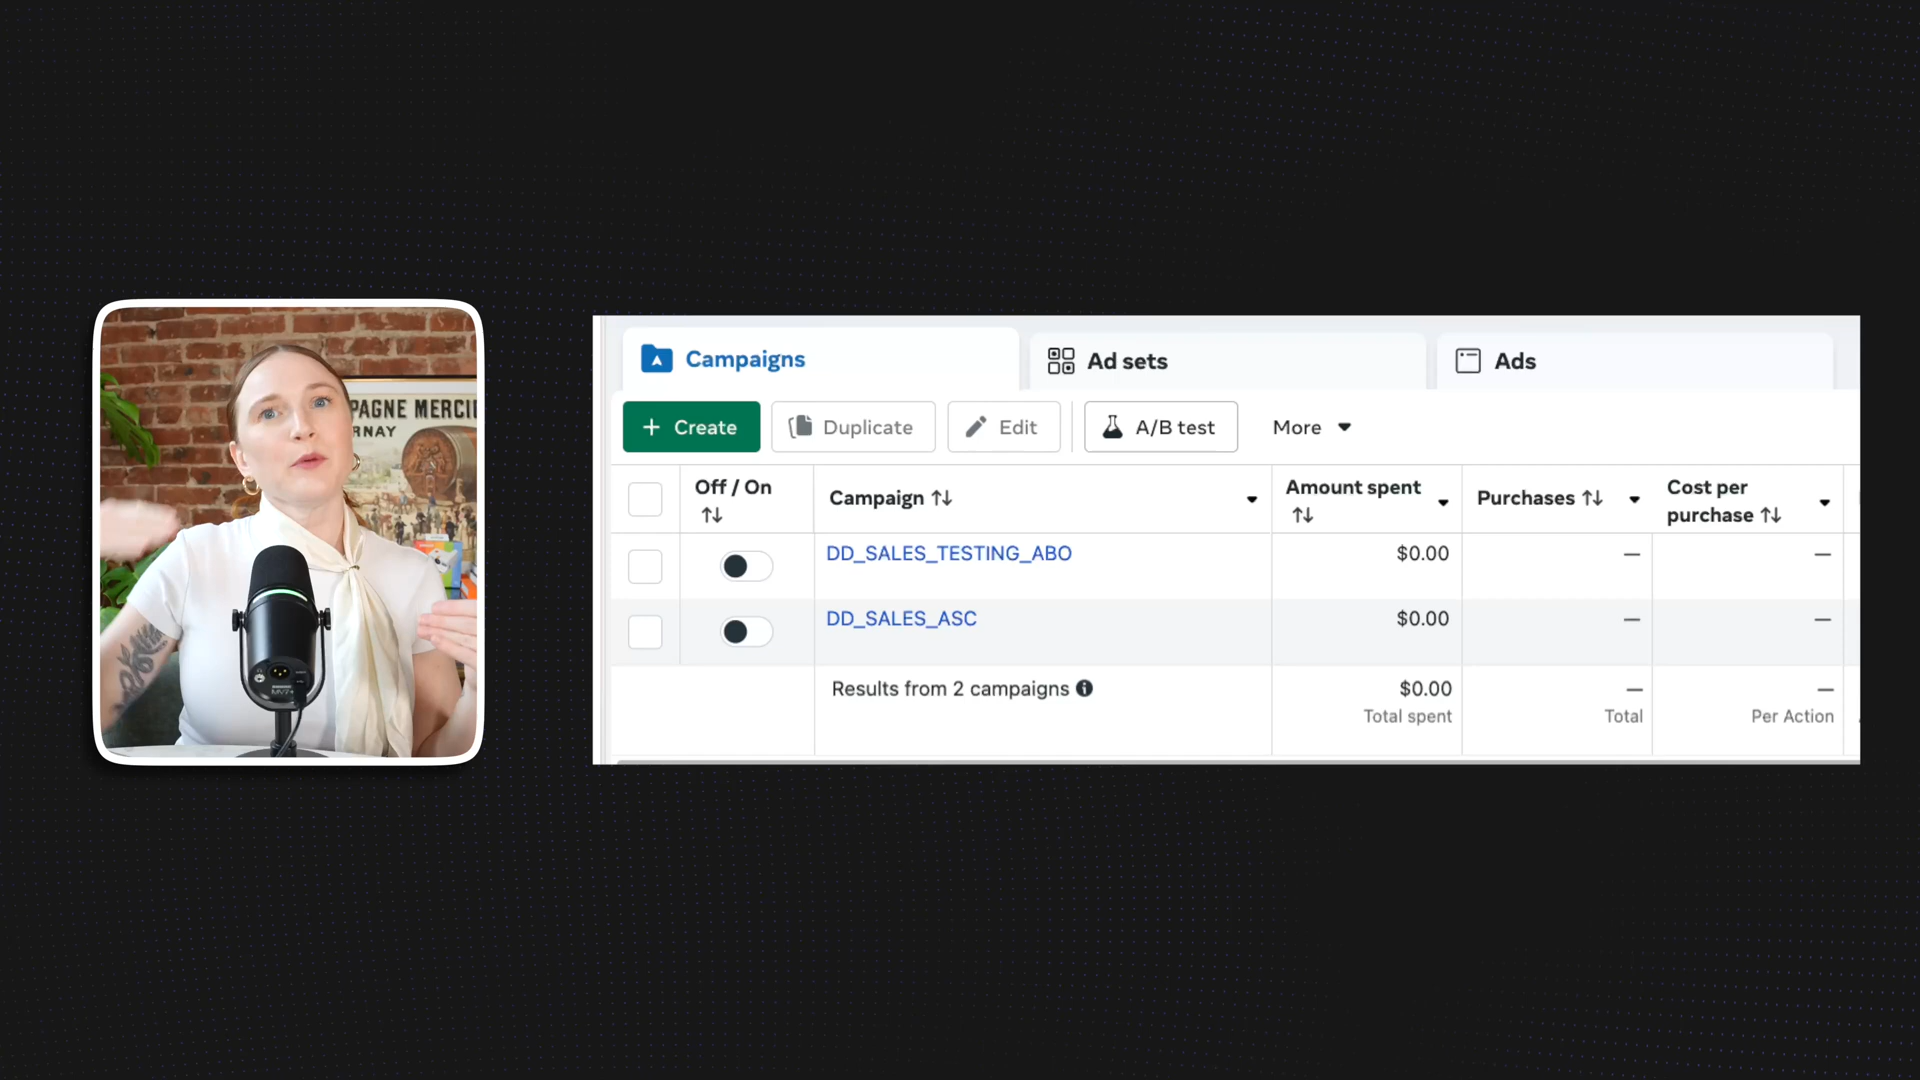 PAGNE MERCI
RNAY
MV7+
Campaigns
Ad sets
Ads
+ Create
Duplicate
Edit
A/B test
More
Off / On
Campaign
Amount spent
Purchases
Cost per
purchase
DD_SALES_TESTING_ABO
$0.00
—
—
DD_SALES_ASC
$0.00
—
—
Results from 2 campaigns
$0.00
—
—
Total spent
Total
Per Action